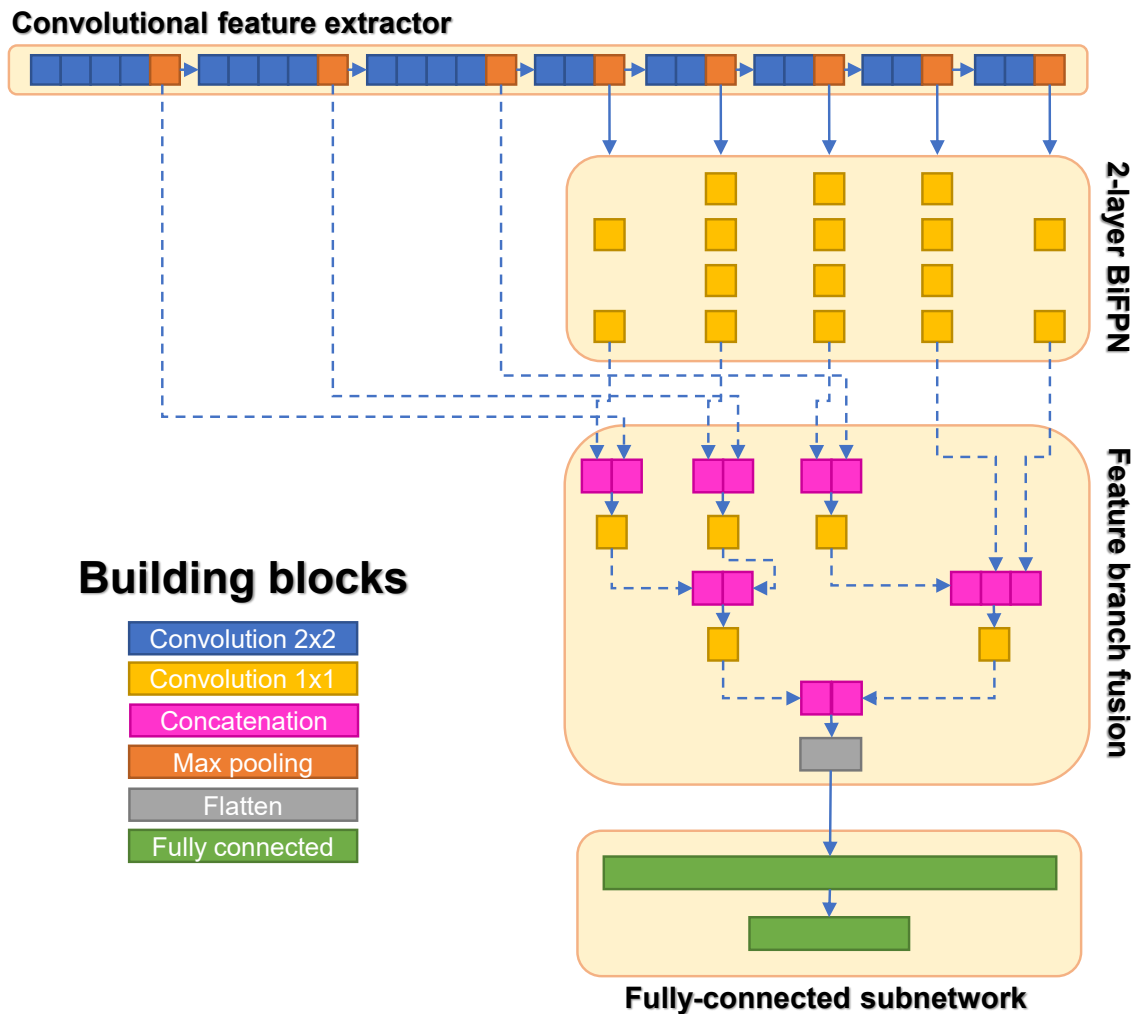 Convolutional feature extractor
2-layer BiFPN
Feature branch fusion
Building blocks
Convolution 2x2
Convolution 1x1
Concatenation
Max pooling
Flatten
Fully connected
Fully-connected subnetwork